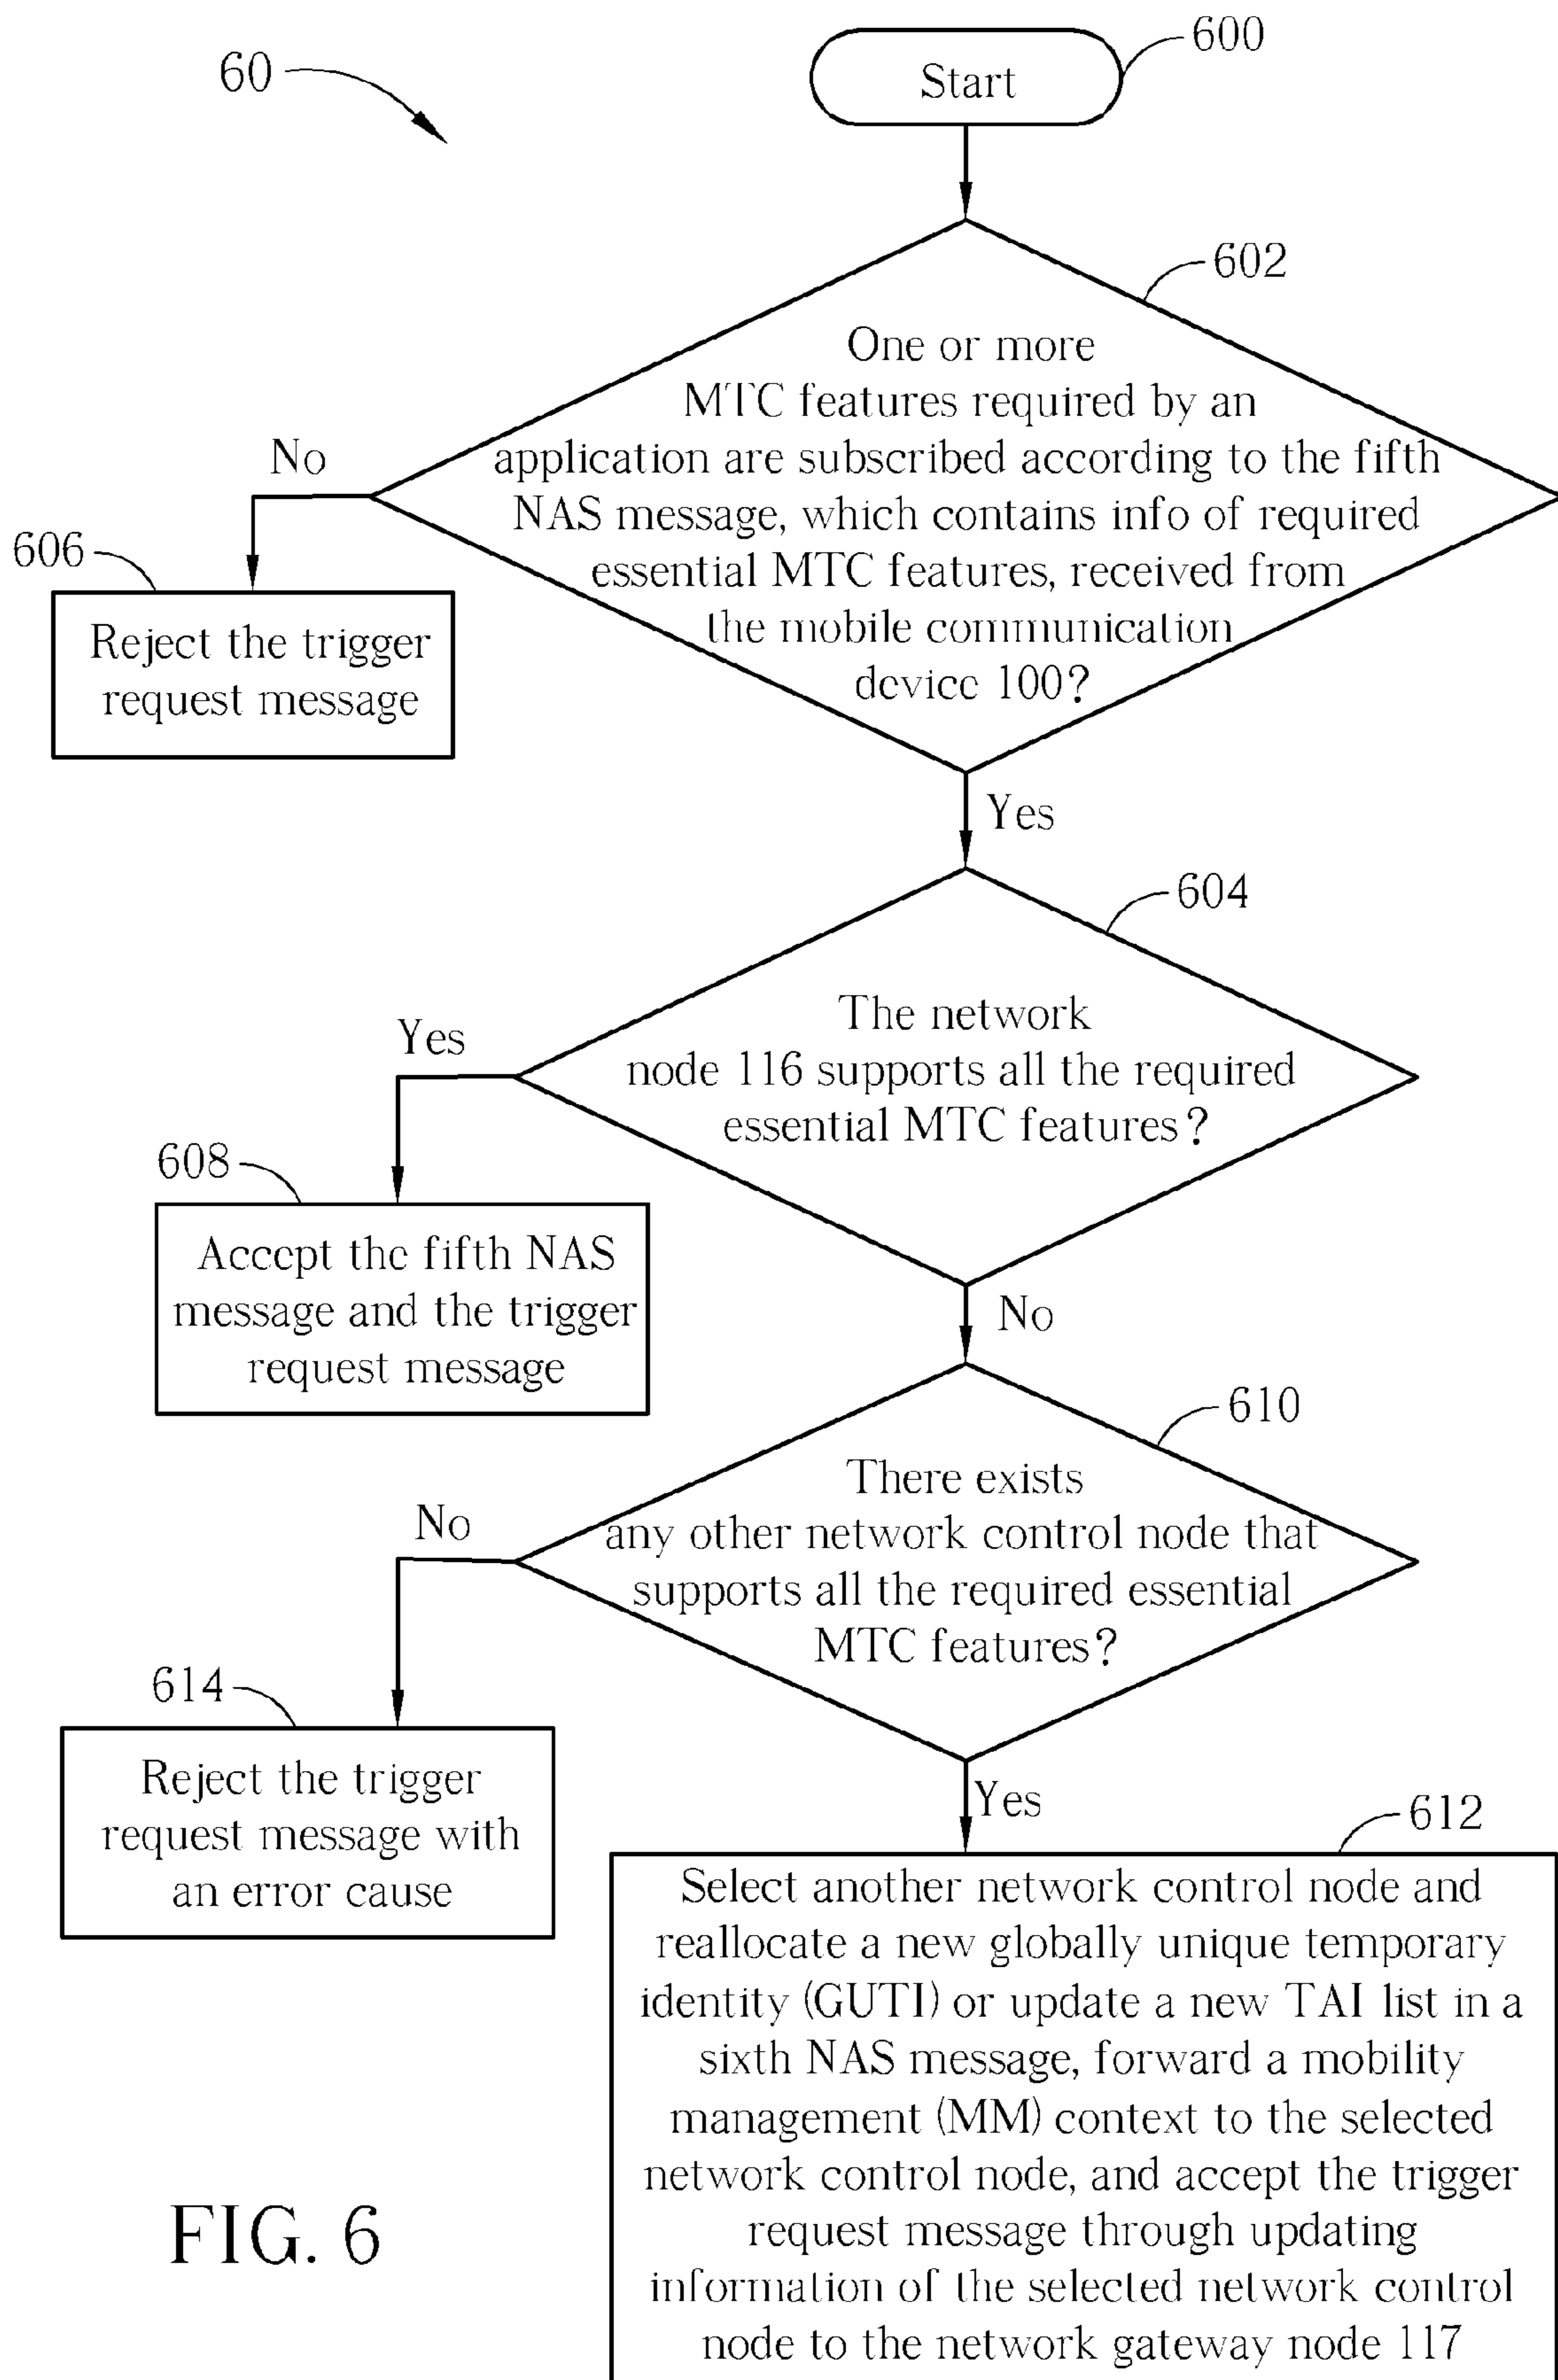 60
Start
600
602
One or more
MTC features required by an
application are subscribed according to the fifth
NAS message, which contains info of required
essential MTC features, received from
the mobile communication
device 100?
No
606
Reject the trigger
request message
Yes
604
The network
node 116 supports all the required
essential MTC features?
Yes
608
Accept the fifth NAS
message and the trigger
request message
No
610
There exists
any other network control node that
supports all the required essential
MTC features?
No
614
Reject the trigger
request message with
an error cause
Yes
612
Select another network control node and
reallocate a new globally unique temporary
identity (GUTI) or update a new TAI list in a
sixth NAS message, forward a mobility
management (MM) context to the selected
network control node, and accept the trigger
request message through updating
information of the selected network control
node to the network gateway node 117
FIG. 6